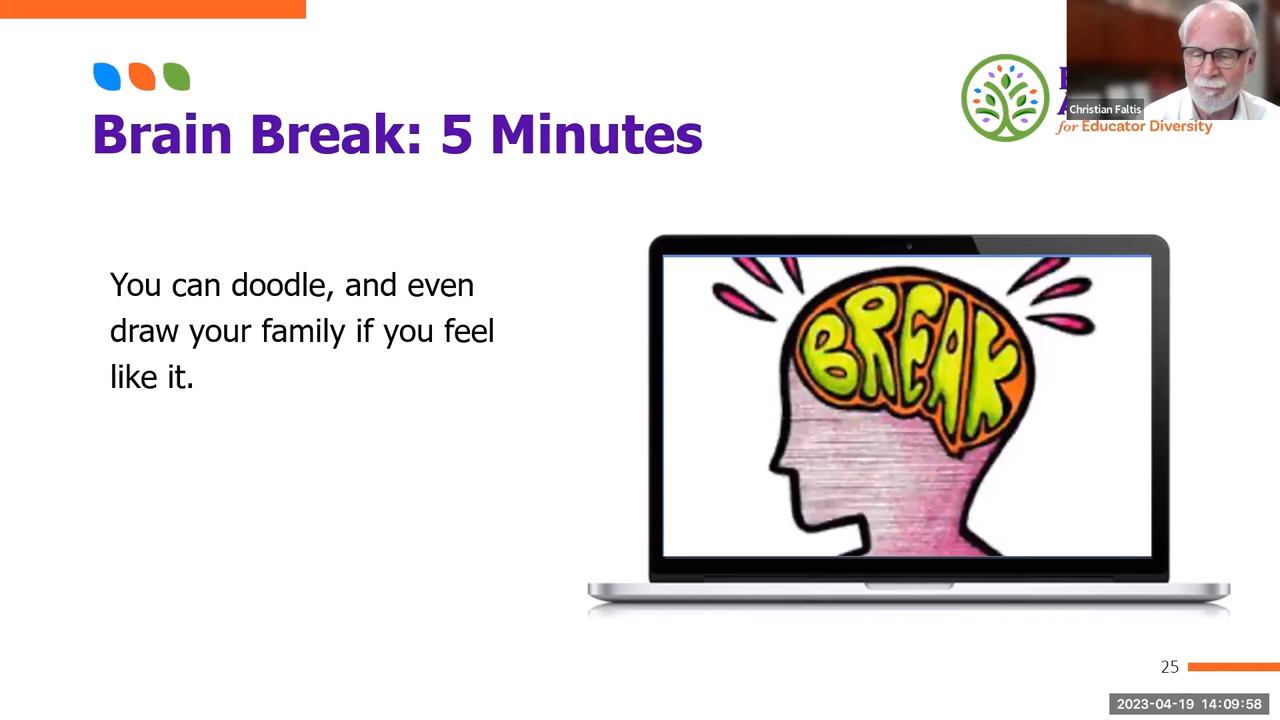 Brain Break: 5 Minutes
Christian Faltis
for Educator Diversity
You can doodle, and even
draw your family if you feel
like it.
BREAK
25
2023-04-19 14:09:58